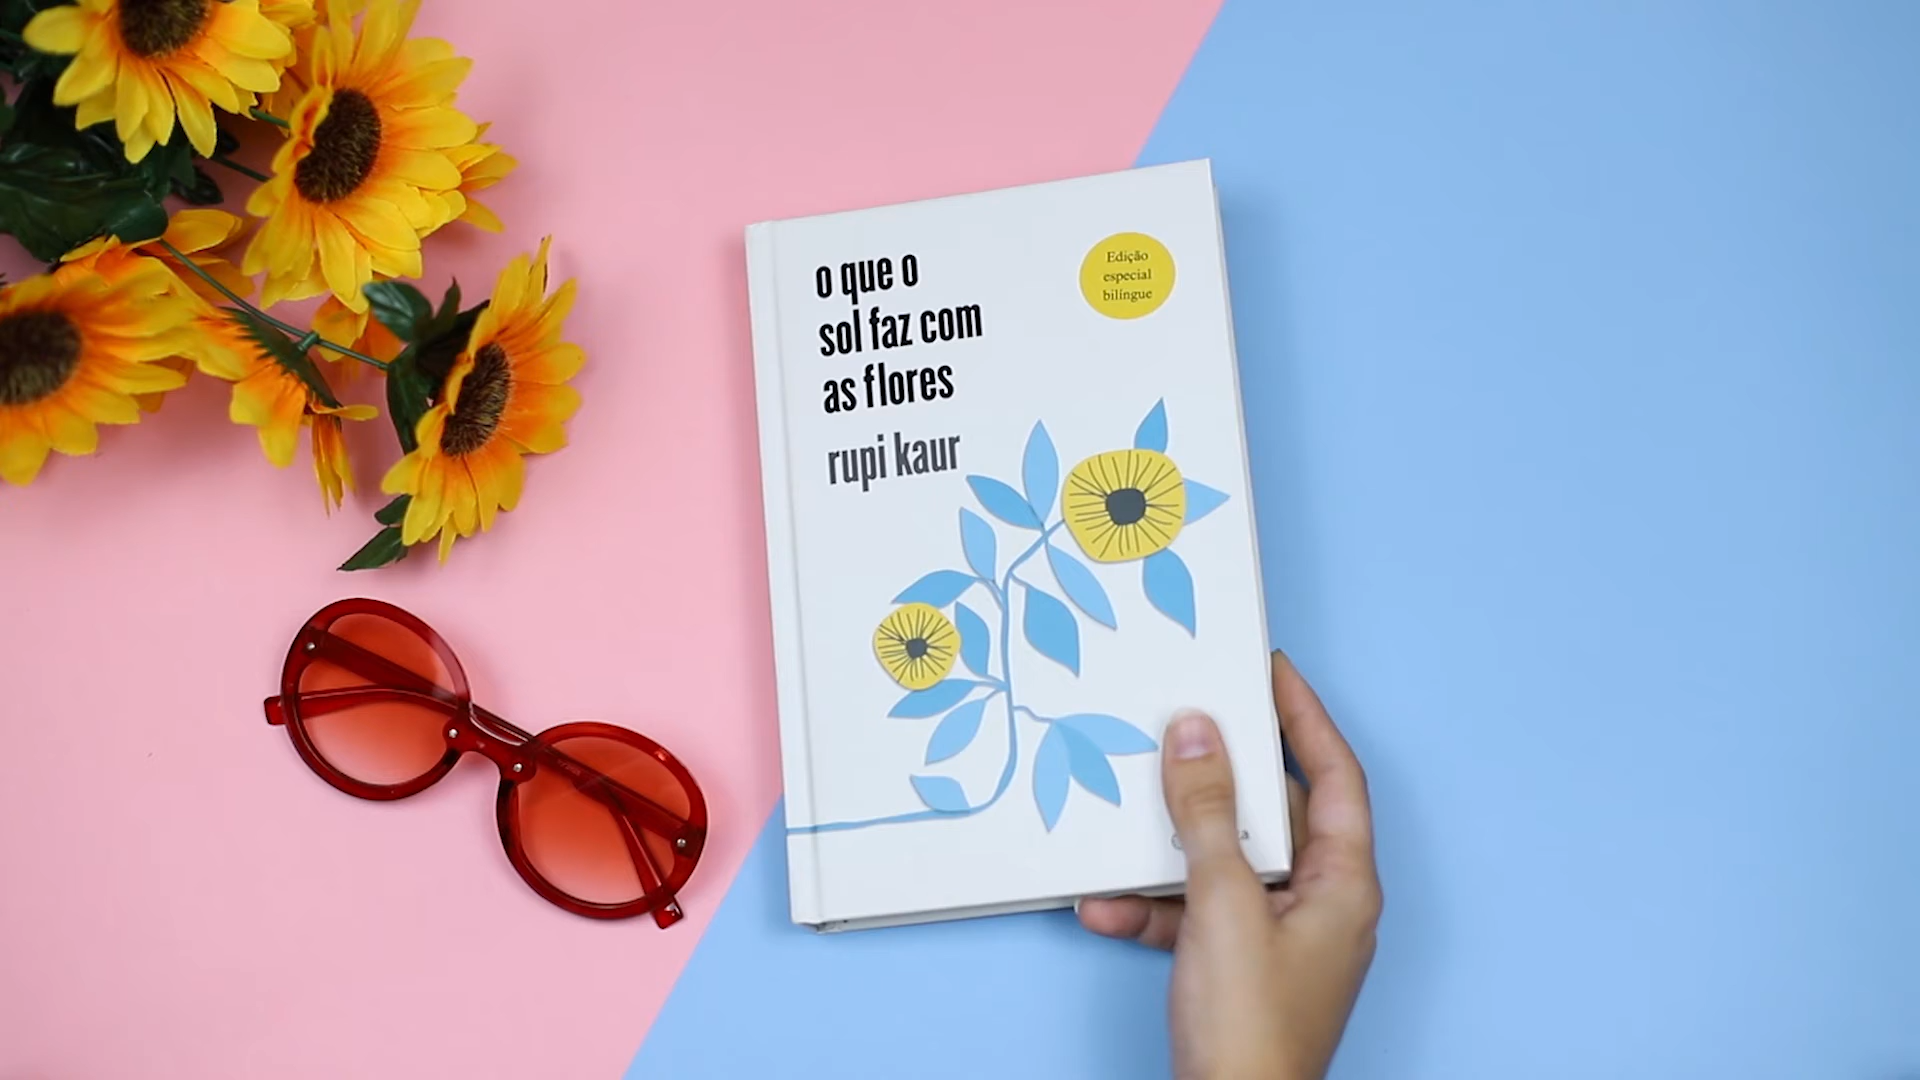 o que o
sol faz com
as flores
rupi kaur
Edição
especial
bilíngue